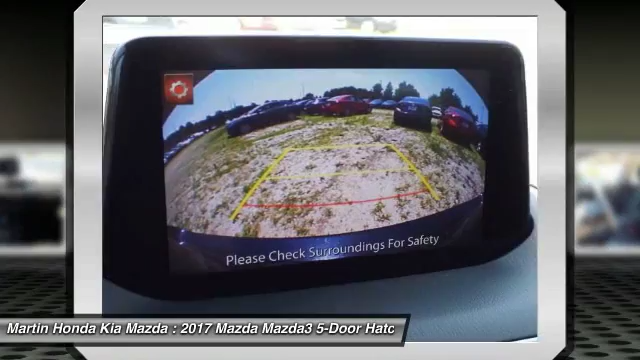 Please Check Surroundings For Safety
Martin Honda Kia Mazda : 2017 Mazda Mazda3 5-Door Hatc